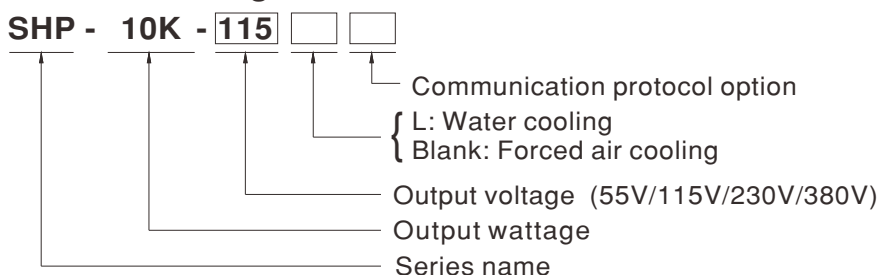 SHP - 10K - 115
Communication protocol option
L: Water cooling
Blank: Forced air cooling
Output voltage (55V/115V/230V/380V)
Output wattage
Series name